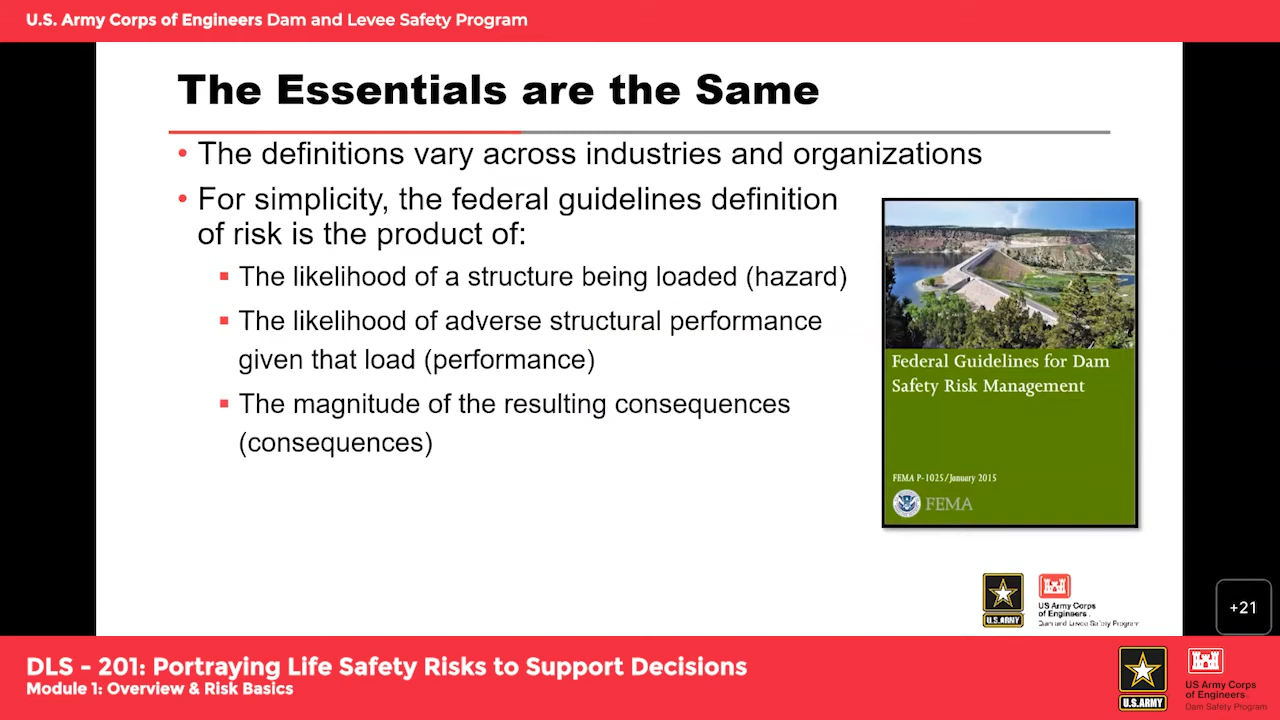 U.S. Army Corps of Engineers Dam and Levee Safety Program
The Essentials are the Same
• The definitions vary across industries and organizations
• For simplicity, the federal guidelines definition
of risk is the product of:
▪ The likelihood of a structure being loaded (hazard)
▪ The likelihood of adverse structural performance
given that load (performance)
▪ The magnitude of the resulting consequences
(consequences)
Federal Guidelines for Dam
Safety Risk Management
FEMA P-1025/January 2015
FEMA
U.S. ARMY
US Army Corps
of Engineers
Dam and Levee Safety Program
+21
DLS - 201: Portraying Life Safety Risks to Support Decisions
Module 1: Overview & Risk Basics
U.S. ARMY
US Army Corps
of Engineers
Dam Safety Program